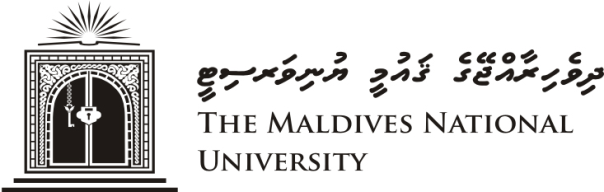 ދިވެހިރާއްޖޭގެ ޤައުމީ ޔުނިވަރސިޓީ
THE MALDIVES NATIONAL
UNIVERSITY